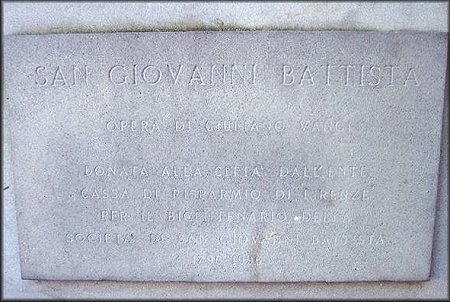 SAN GIOVANNI BATTISTA
OPERA DI GIULIANO VANGI
DONATA ALLA CITTÀ DALL'ENTE
CASSA DI RISPARMIO DI FIRENZE
PER IL BICENTENARIO DELLA
SOCIETÀ DI SAN GIOVANNI BATTISTA
1796-1996